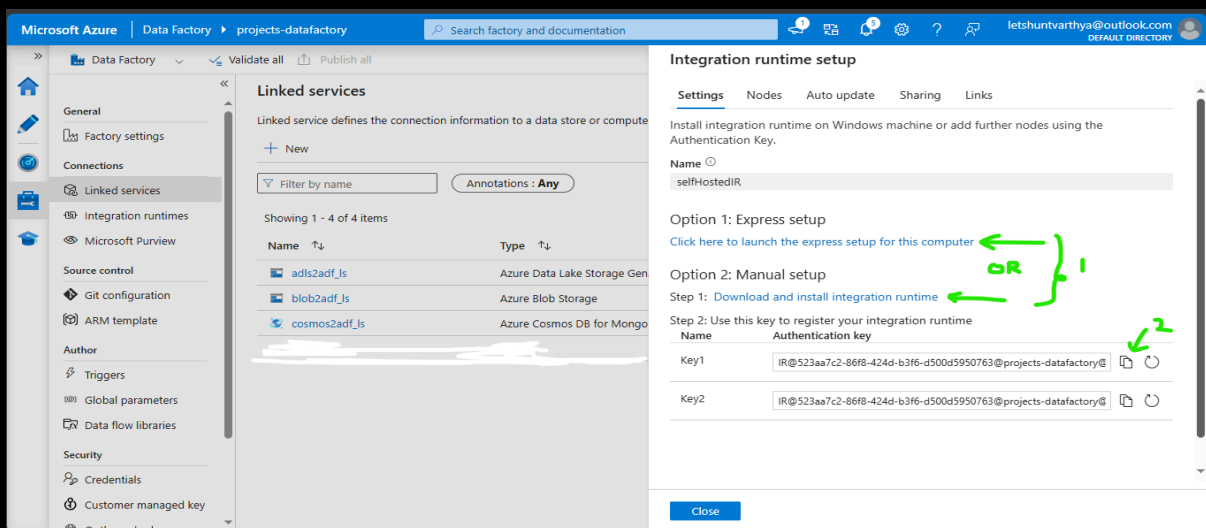 Microsoft Azure
Data Factory
projects-datafactory
Search factory and documentation
1
5
letshuntvarthya@outlook.com
DEFAULT DIRECTORY
Data Factory
Validate all
Publish all
General
Factory settings
Connections
Linked services
Integration runtimes
Microsoft Purview
Source control
Git configuration
ARM template
Author
Triggers
Global parameters
Data flow libraries
Security
Credentials
Customer managed key
Linked services
Linked service defines the connection information to a data store or compute
New
Filter by name
Annotations : Any
Showing 1 - 4 of 4 items
Name Type
adls2adf_ls Azure Data Lake Storage Gen
blob2adf_ls Azure Blob Storage
cosmos2adf_ls Azure Cosmos DB for Mongo
Integration runtime setup
Settings Nodes Auto update Sharing Links
Install integration runtime on Windows machine or add further nodes using the
Authentication Key.
Name
selfHostedIR
Option 1: Express setup
Click here to launch the express setup for this computer
OR 1
Option 2: Manual setup
Step 1: Download and install integration runtime
Step 2: Use this key to register your integration runtime
2
Name Authentication key
Key1 IR@523aa7c2-86f8-424d-b3f6-d500d5950763@projects-datafactory@
Key2 IR@523aa7c2-86f8-424d-b3f6-d500d5950763@projects-datafactory@
Close